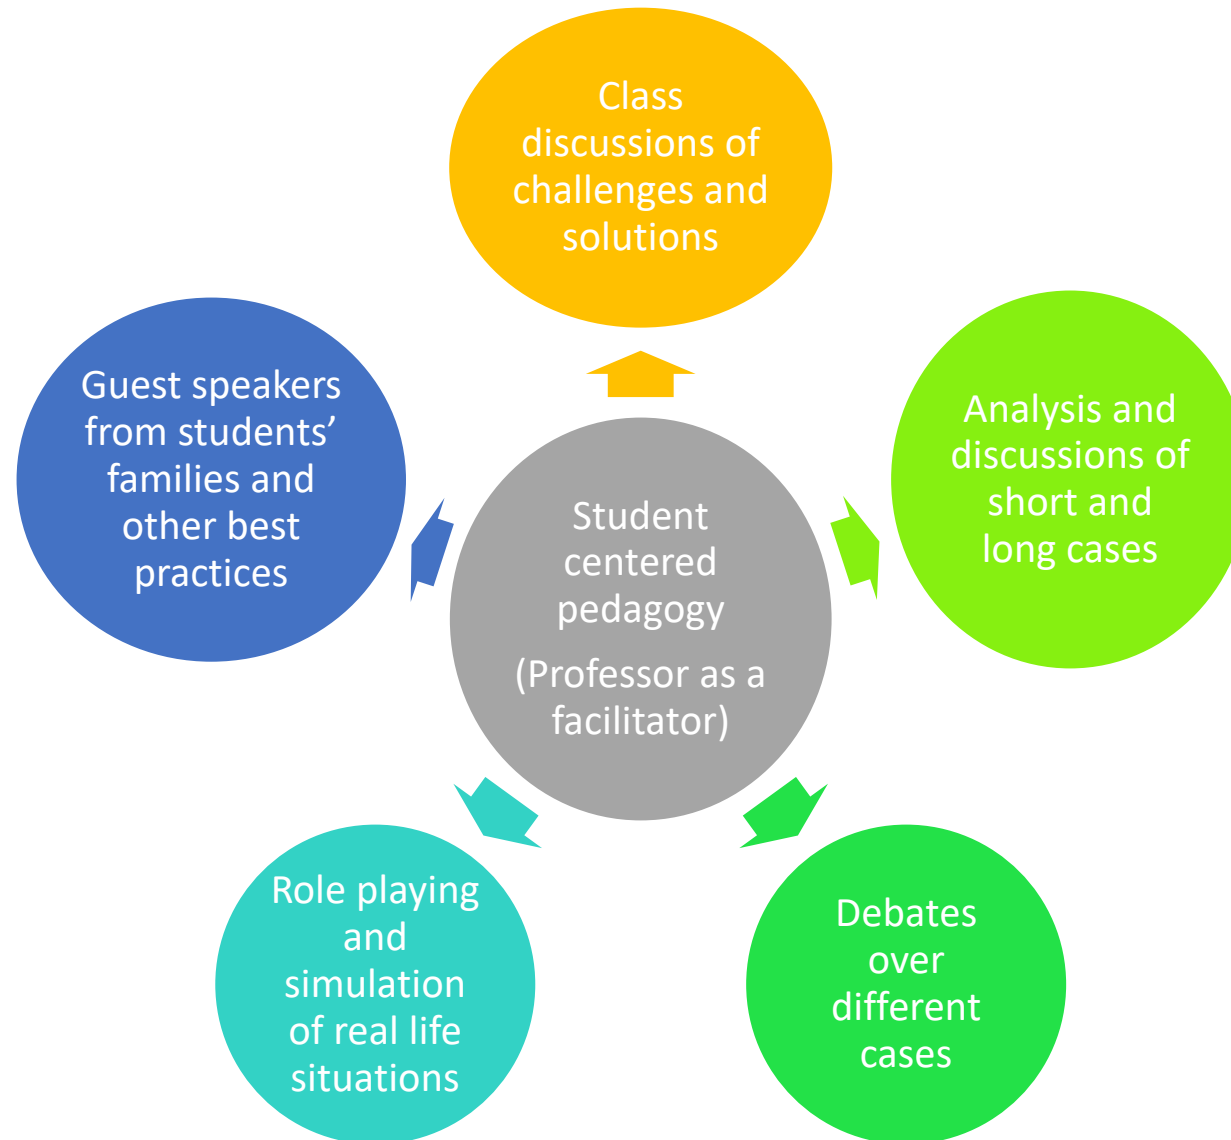 Class
discussions of
challenges and
solutions
Guest speakers
from students’
families and
other best
practices
Analysis and
discussions of
short and
long cases
Student
centered
pedagogy
(Professor as a
facilitator)
Role playing
and
simulation
of real life
situations
Debates
over
different
cases